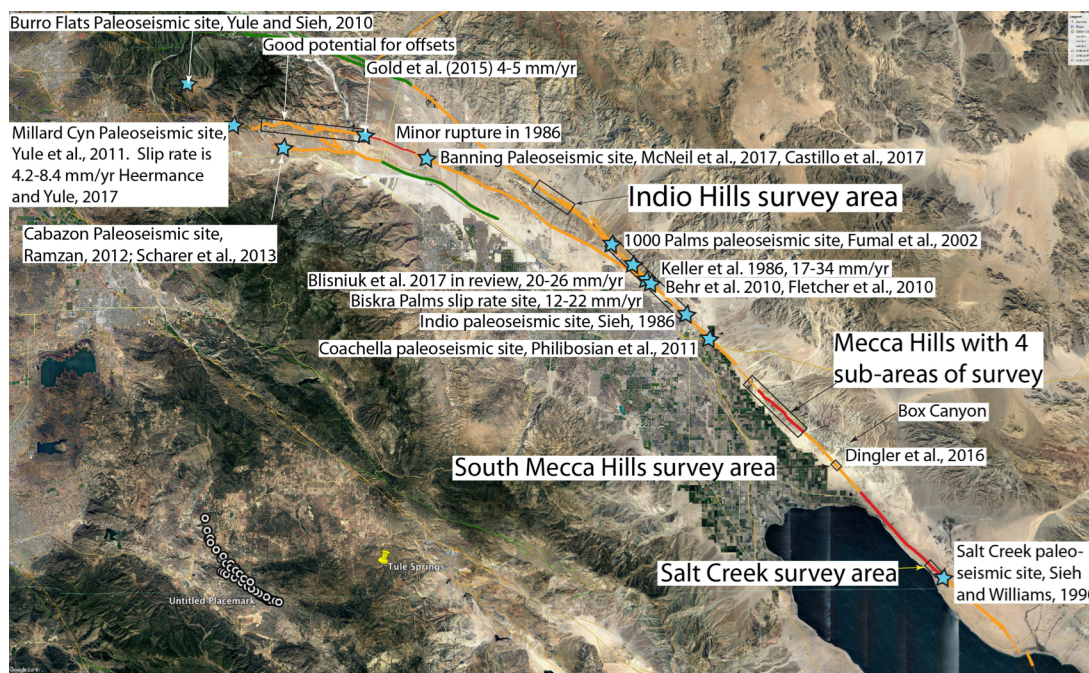 Burro Flats Paleoseismic site, Yule and Sieh, 2010
Good potential for offsets
Gold et al. (2015) 4-5 mm/yr
Millard Cyn Paleoseismic site,
Yule et al., 2011. Slip rate is
4.2-8.4 mm/yr Heermance
and Yule, 2017
Minor rupture in 1986
Banning Paleoseismic site, McNeil et al., 2017, Castillo et al., 2017
Indio Hills survey area
Cabazon Paleoseismic site,
Ramzan, 2012; Scharer et al., 2013
1000 Palms paleoseismic site, Fumal et al., 2002
Keller et al. 1986, 17-34 mm/yr
Blisniuk et al. 2017 in review, 20-26 mm/yr
Behr et al. 2010, Fletcher et al., 2010
Biskra Palms slip rate site, 12-22 mm/yr
Indio paleoseismic site, Sieh, 1986
Coachella paleoseismic site, Philibosian et al., 2011
Mecca Hills with 4
sub-areas of survey
Box Canyon
Dingler et al., 2016
South Mecca Hills survey area
Salt Creek survey area
Salt Creek paleo-
seismic site, Sieh
and Williams, 1990
Tule Springs
Untitled Placemark
Google Earth